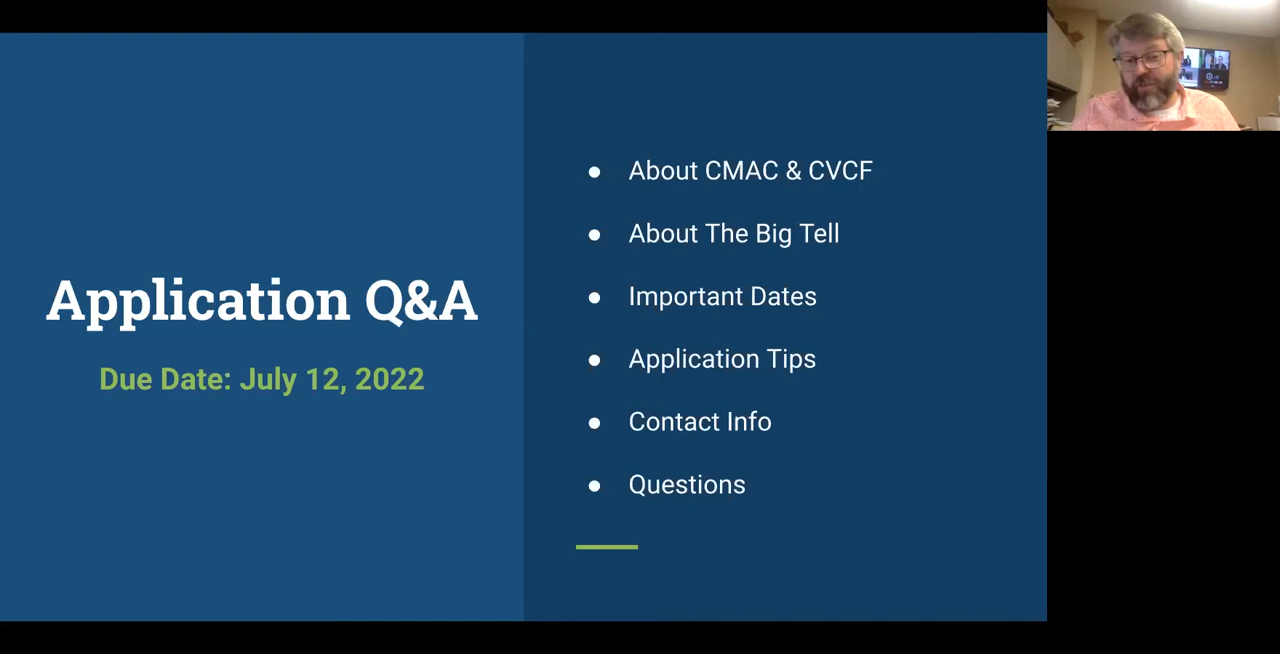 Application Q&A
Due Date: July 12, 2022
About CMAC & CVCF
About The Big Tell
Important Dates
Application Tips
Contact Info
Questions